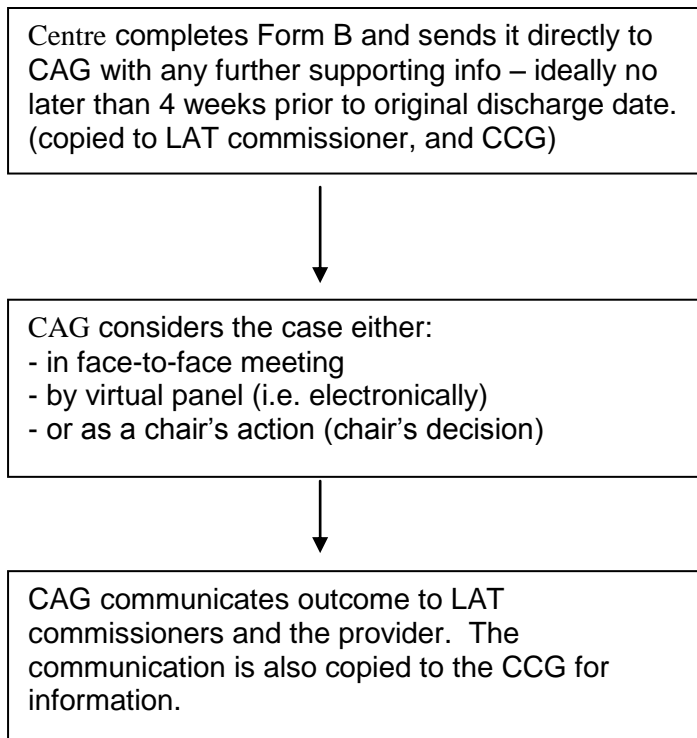 Centre completes Form B and sends it directly to
CAG with any further supporting info – ideally no
later than 4 weeks prior to original discharge date.
(copied to LAT commissioner, and CCG)
CAG considers the case either:
- in face-to-face meeting
- by virtual panel (i.e. electronically)
- or as a chair’s action (chair’s decision)
CAG communicates outcome to LAT
commissioners and the provider.  The
communication is also copied to the CCG for
information.